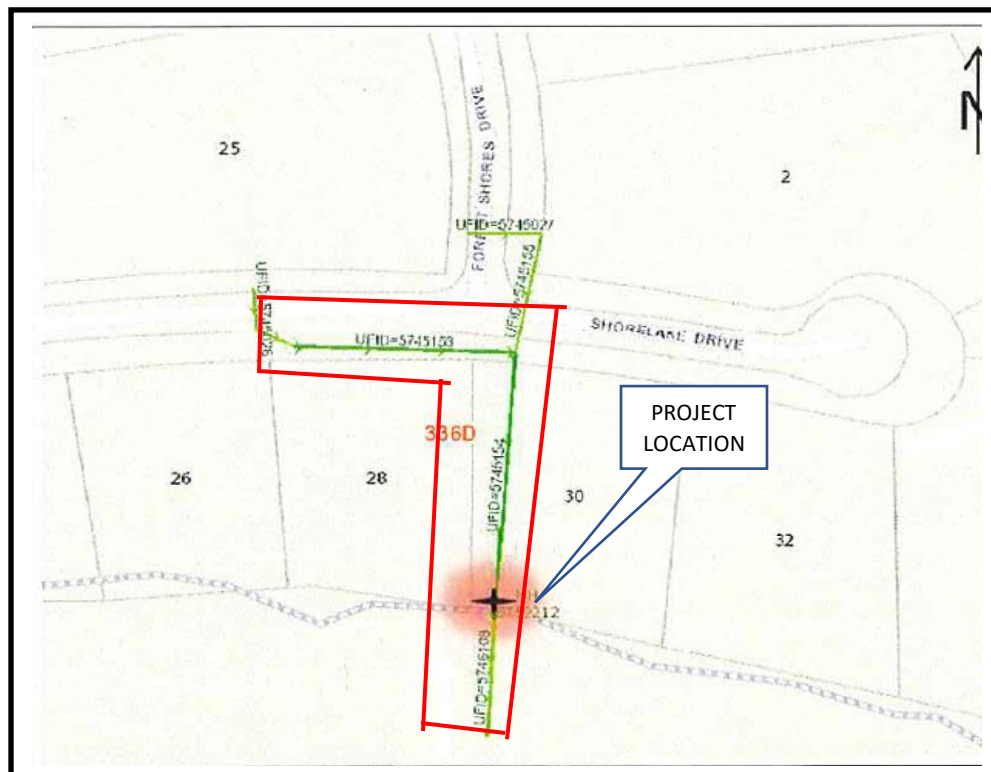 N
25
2
FOREST SHORES DRIVE
UFID=5745027
UFID=5745155
UFID=5745153
SHORELAKE DRIVE
PROJECT
LOCATION
336D
26
28
30
32
UFID=5745154
UFID=5746108